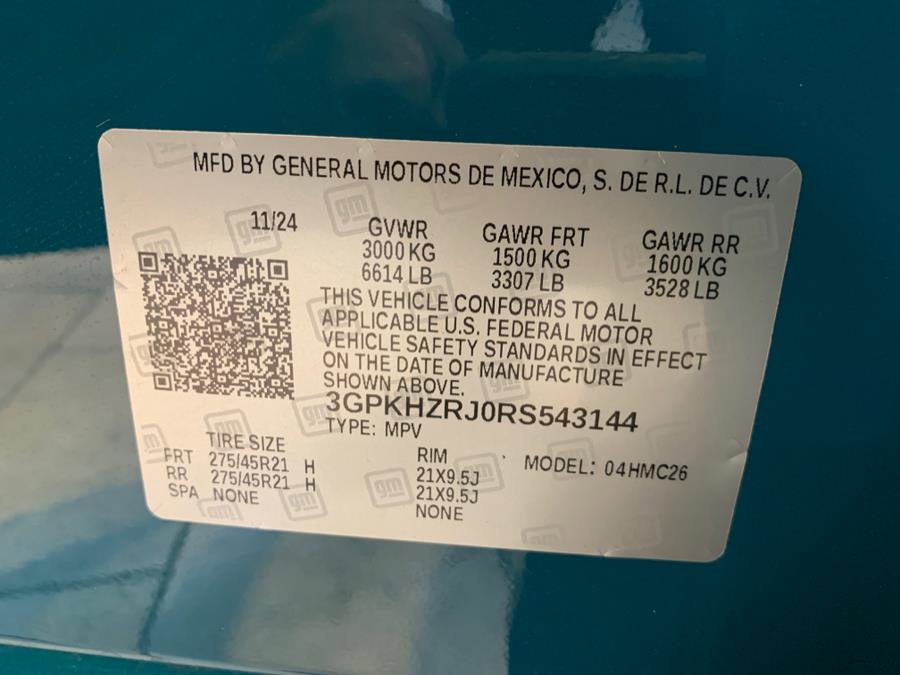 MFD BY GENERAL MOTORS DE MEXICO, S. DE R.L. DE C.V.
11/24 GVWR GAWR FRT GAWR RR
3000 KG 1500 KG 1600 KG
6614 LB 3307 LB 3528 LB
THIS VEHICLE CONFORMS TO ALL
APPLICABLE U.S. FEDERAL MOTOR
VEHICLE SAFETY STANDARDS IN EFFECT
ON THE DATE OF MANUFACTURE
SHOWN ABOVE.
3GPKHZRJ0RS543144
TYPE: MPV
TIRE SIZE RIM MODEL: 04HMC26
FRT 275/45R21 H 21X9.5J
RR 275/45R21 H 21X9.5J
SPA NONE NONE